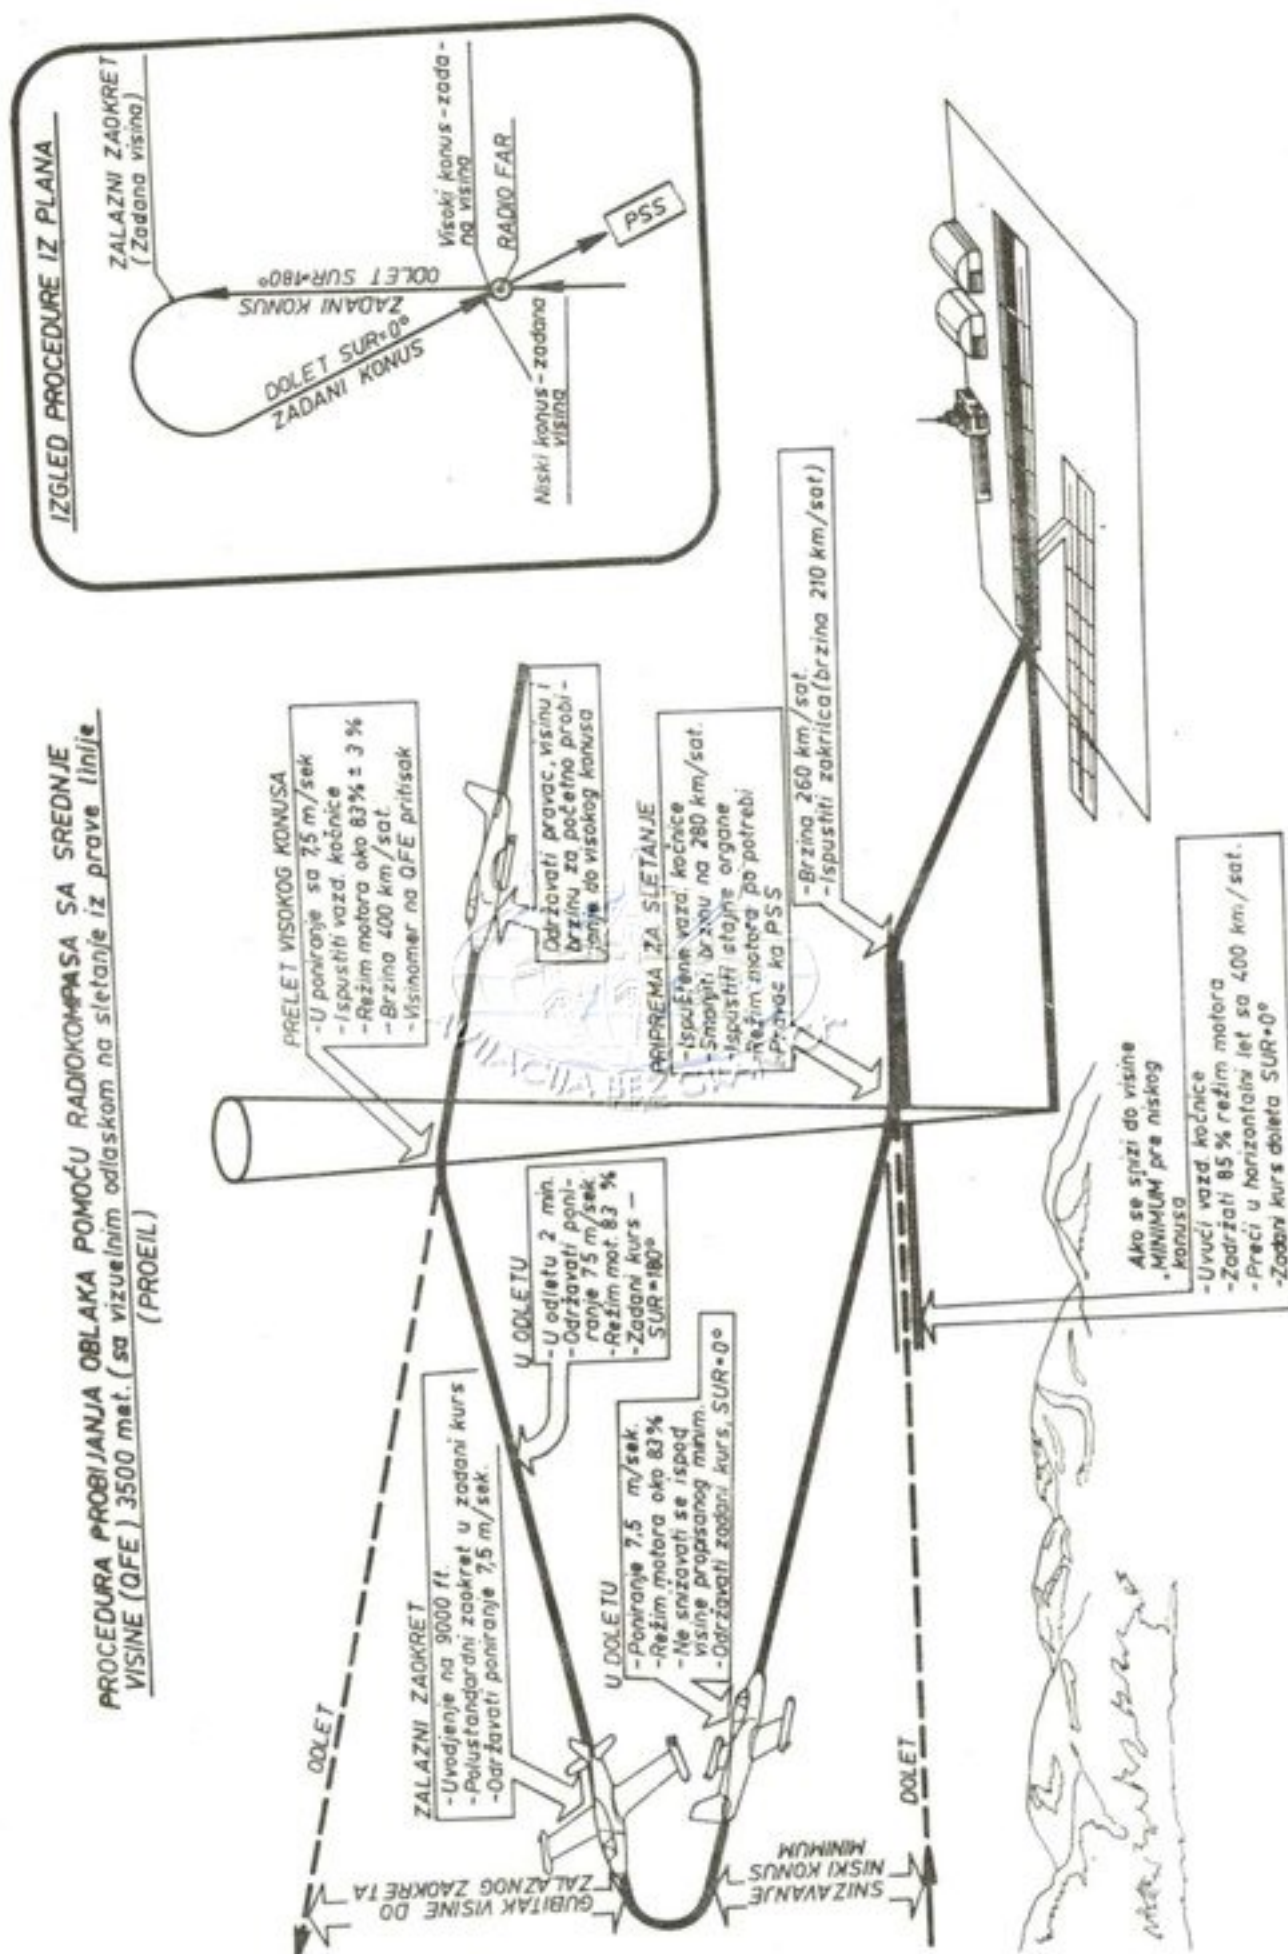 PROCEDURA PROBIJANJA OBLAKA POMOĆU RADIOKOMPASA SA SREDNJE
VISINE (QFE) 3500 met. (sa vizuelnim odlaskom na sletanje iz prave linije
(PROEIL)
ODLET
GUBITAK VISINE DO
ZALAZNOG ZAOKRETA
ZALAZNI ZAOKRET
-Uvodjenje na 9000 ft.
-Polustandardni zaokret u zadani kurs
-Održavati poniranje 7,5 m/sek.
U ODLETU
-U odletu 2 min.
-Održavati poni-
ranje 7,5 m/sek.
-Režim mot. 83 %
-Zadani kurs —
SUR=180°
PRELET VISOKOG KONUSA
-U poniranje sa 7,5 m/sek
-Ispustiti vazd. kočnice
-Režim motora oko 83% ± 3 %
-Brzina 400 km/sat.
-Visinomer na QFE pritisak
Održavati pravac, visinu i
brzinu za početno probi-
janje do visokog konusa
U DOLETU
-Poniranje 7,5 m/sek.
-Režim motora oko 83%
-Ne snizavati se ispod
visine propisanog minim.
-Održavati zadani kurs, SUR=0°
SNIZAVANJE
NISKI KONUS
MINIMUM
DOLET
PRIPREMA ZA SLETANJE
-Ispuštene vazd. kočnice
-Smanjiti brzinu na 280 km/sat.
-Ispustiti stajne organe
-Režim motora po potrebi
-Pravac ka PSS
-Brzina 260 km/sat.
-Ispustiti zakrilca (brzina 210 km/sat)
Ako se snizi do visine
„MINIMUM pre niskog
konusa
-Uvući vazd. kočnice
-Zadržati 85 % režim motora
-Preći u horizontalni let sa 400 km/sat.
-Zadani kurs doleta SUR=0°
IZGLED PROCEDURE IZ PLANA
ZALAZNI ZAOKRET
(Zadana visina)
ODLET SUR=180°
ZADANI KONUS
DOLET SUR=0°
ZADANI KONUS
Visoki konus-zada-
na visina
RADIO FAR
Niski konus-zadana
visina
PSS